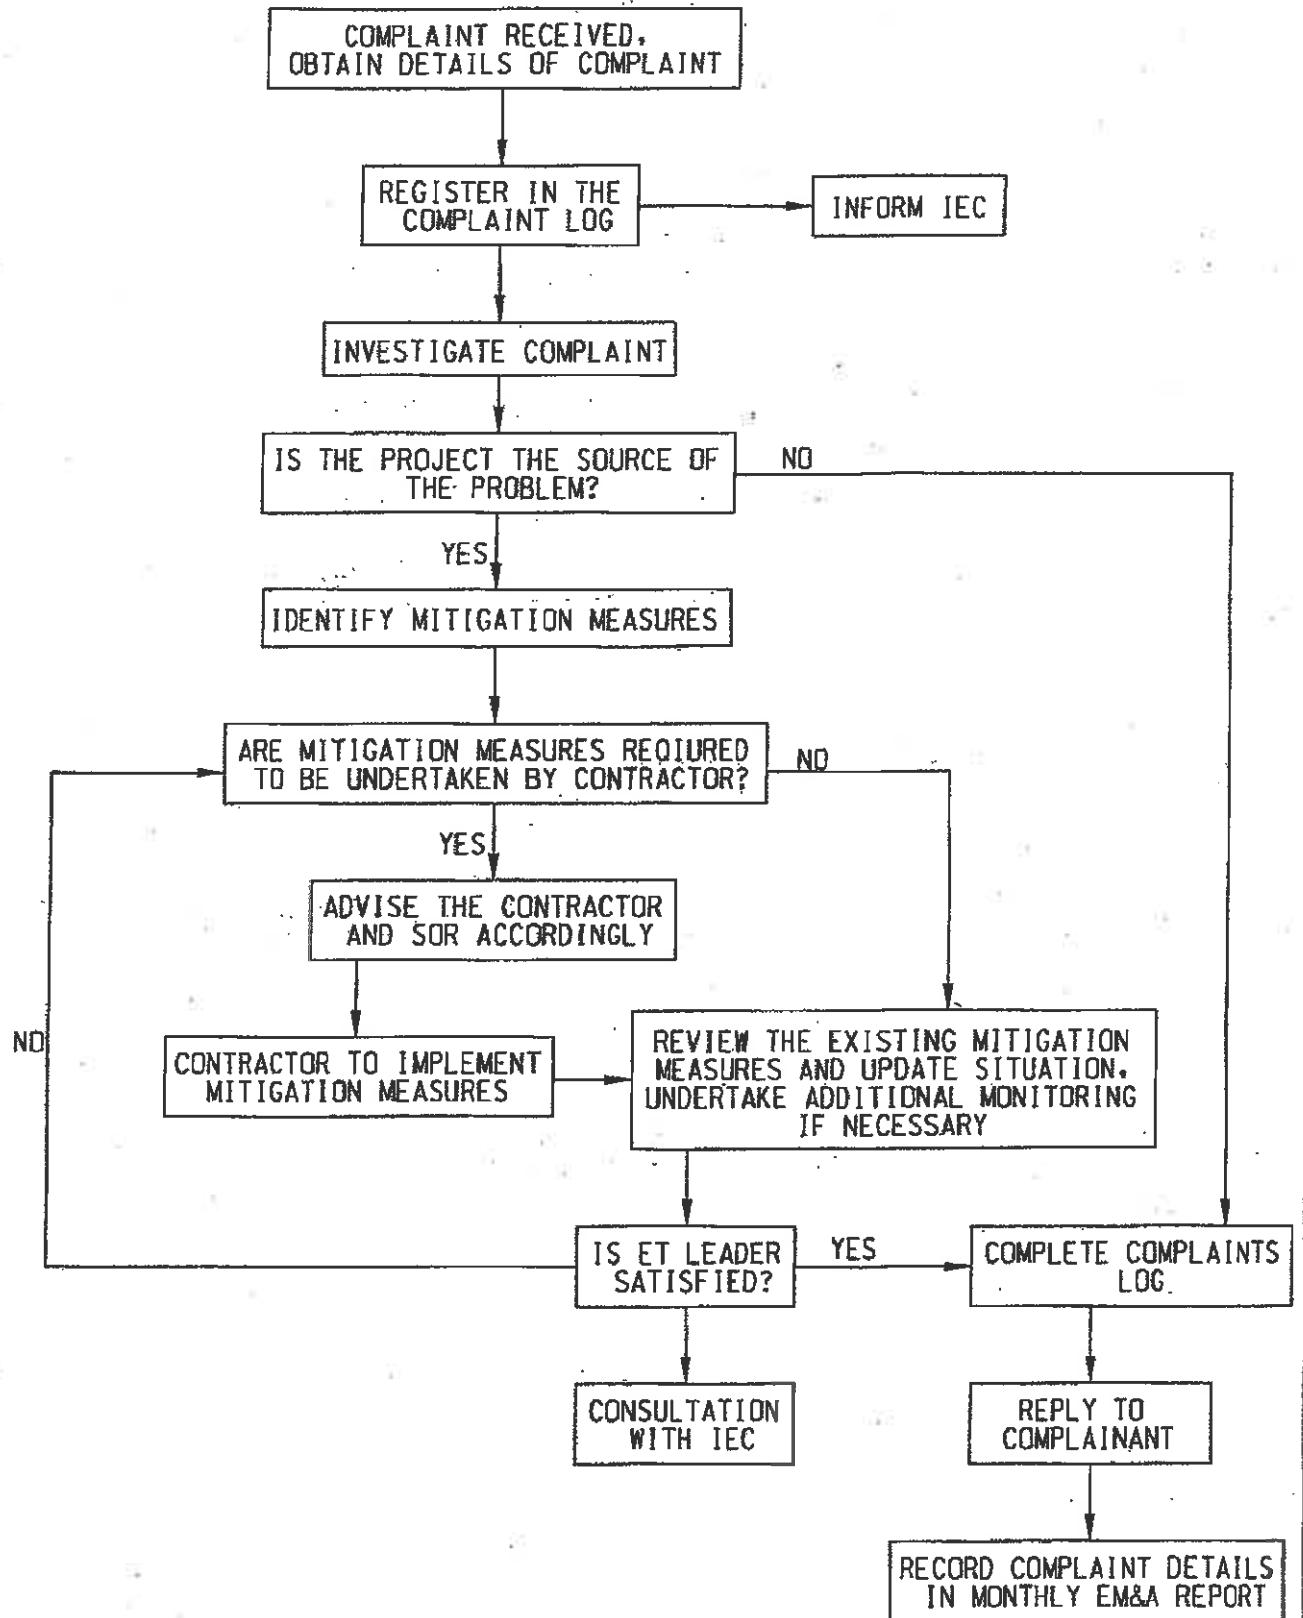 COMPLAINT RECEIVED.
OBTAIN DETAILS OF COMPLAINT
REGISTER IN THE
COMPLAINT LOG
INFORM IEC
INVESTIGATE COMPLAINT
IS THE PROJECT THE SOURCE OF
THE PROBLEM?
NO
YES
IDENTIFY MITIGATION MEASURES
ARE MITIGATION MEASURES REQIURED
TO BE UNDERTAKEN BY CONTRACTOR?
NO
YES
ADVISE THE CONTRACTOR
AND SOR ACCORDINGLY
NO
CONTRACTOR TO IMPLEMENT
MITIGATION MEASURES
REVIEW THE EXISTING MITIGATION
MEASURES AND UPDATE SITUATION.
UNDERTAKE ADDITIONAL MONITORING
IF NECESSARY
IS ET LEADER
SATISFIED?
YES
COMPLETE COMPLAINTS
LOG.
CONSULTATION
WITH IEC
REPLY TO
COMPLAINANT
RECORD COMPLAINT DETAILS
IN MONTHLY EM&A REPORT